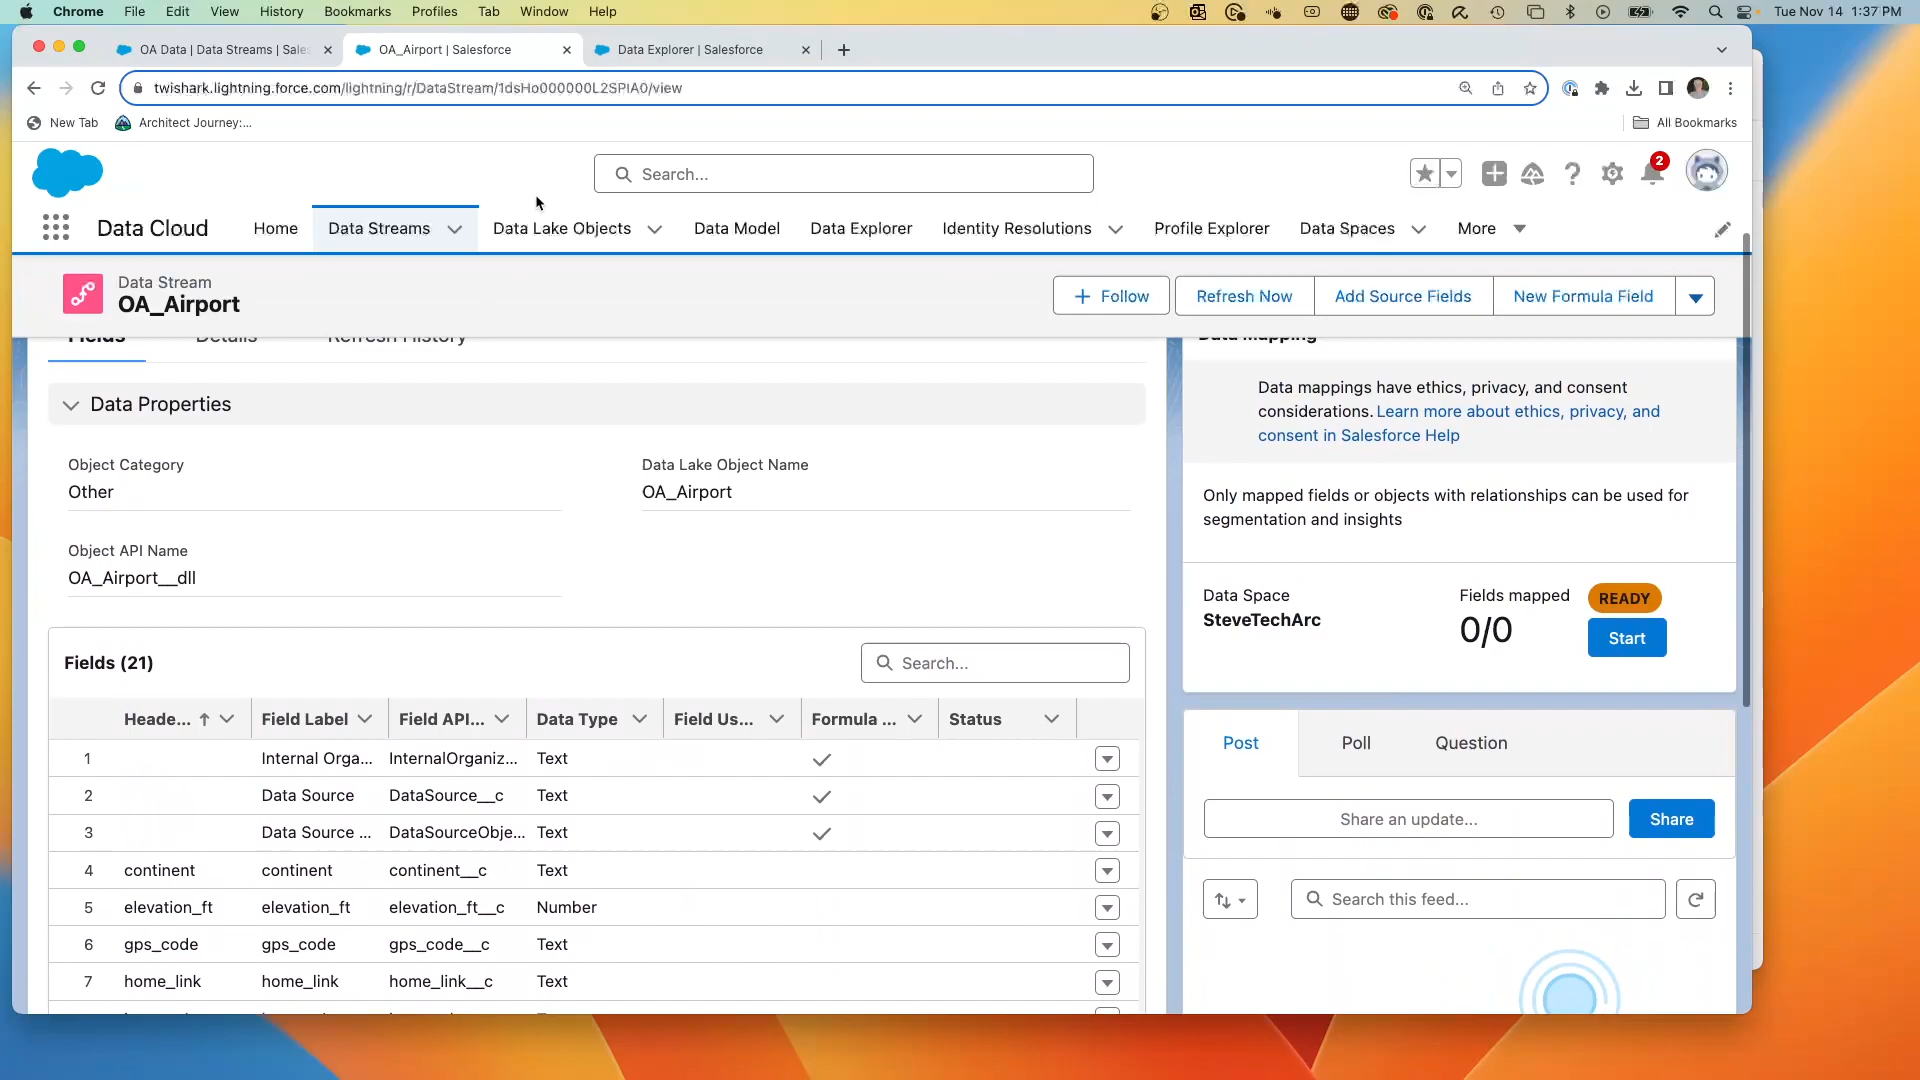 Chrome File Edit View History Bookmarks Profiles Tab Window Help Tue Nov 14 1:37 PM
OA Data | Data Streams | Sales
OA_Airport | Salesforce
Data Explorer | Salesforce
twishark.lightning.force.com/lightning/r/DataStream/1dsHo000000L2SPIA0/view
New Tab Architect Journey:... All Bookmarks
Search...
2
Data Cloud Home Data Streams Data Lake Objects Data Model Data Explorer Identity Resolutions Profile Explorer Data Spaces More
Data Stream
OA_Airport
Follow Refresh Now Add Source Fields New Formula Field
Fields Details Refresh History
Data Properties
Object Category
Other
Data Lake Object Name
OA_Airport
Object API Name
OA_Airport__dll
Fields (21)
Search...
Heade... Field Label Field API... Data Type Field Us... Formula ... Status
1 Internal Orga... InternalOrganiz... Text
2 Data Source DataSource__c Text
3 Data Source ... DataSourceObje... Text
4 continent continent continent__c Text
5 elevation_ft elevation_ft elevation_ft__c Number
6 gps_code gps_code gps_code__c Text
7 home_link home_link home_link__c Text
Data Mapping
Data mappings have ethics, privacy, and consent
considerations. Learn more about ethics, privacy, and
consent in Salesforce Help
Only mapped fields or objects with relationships can be used for
segmentation and insights
Data Space
SteveTechArc
Fields mapped
0/0
READY
Start
Post Poll Question
Share an update... Share
Search this feed...